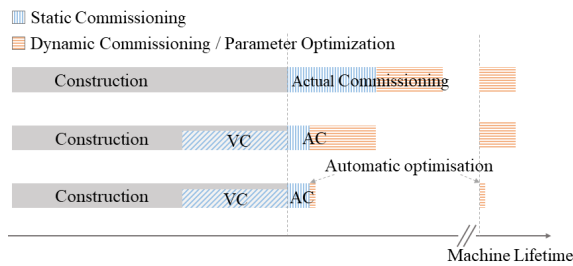 Static Commissioning
Dynamic Commissioning / Parameter Optimization
Construction Actual Commissioning
Construction VC AC
Automatic optimisation
Construction VC AC
Machine Lifetime